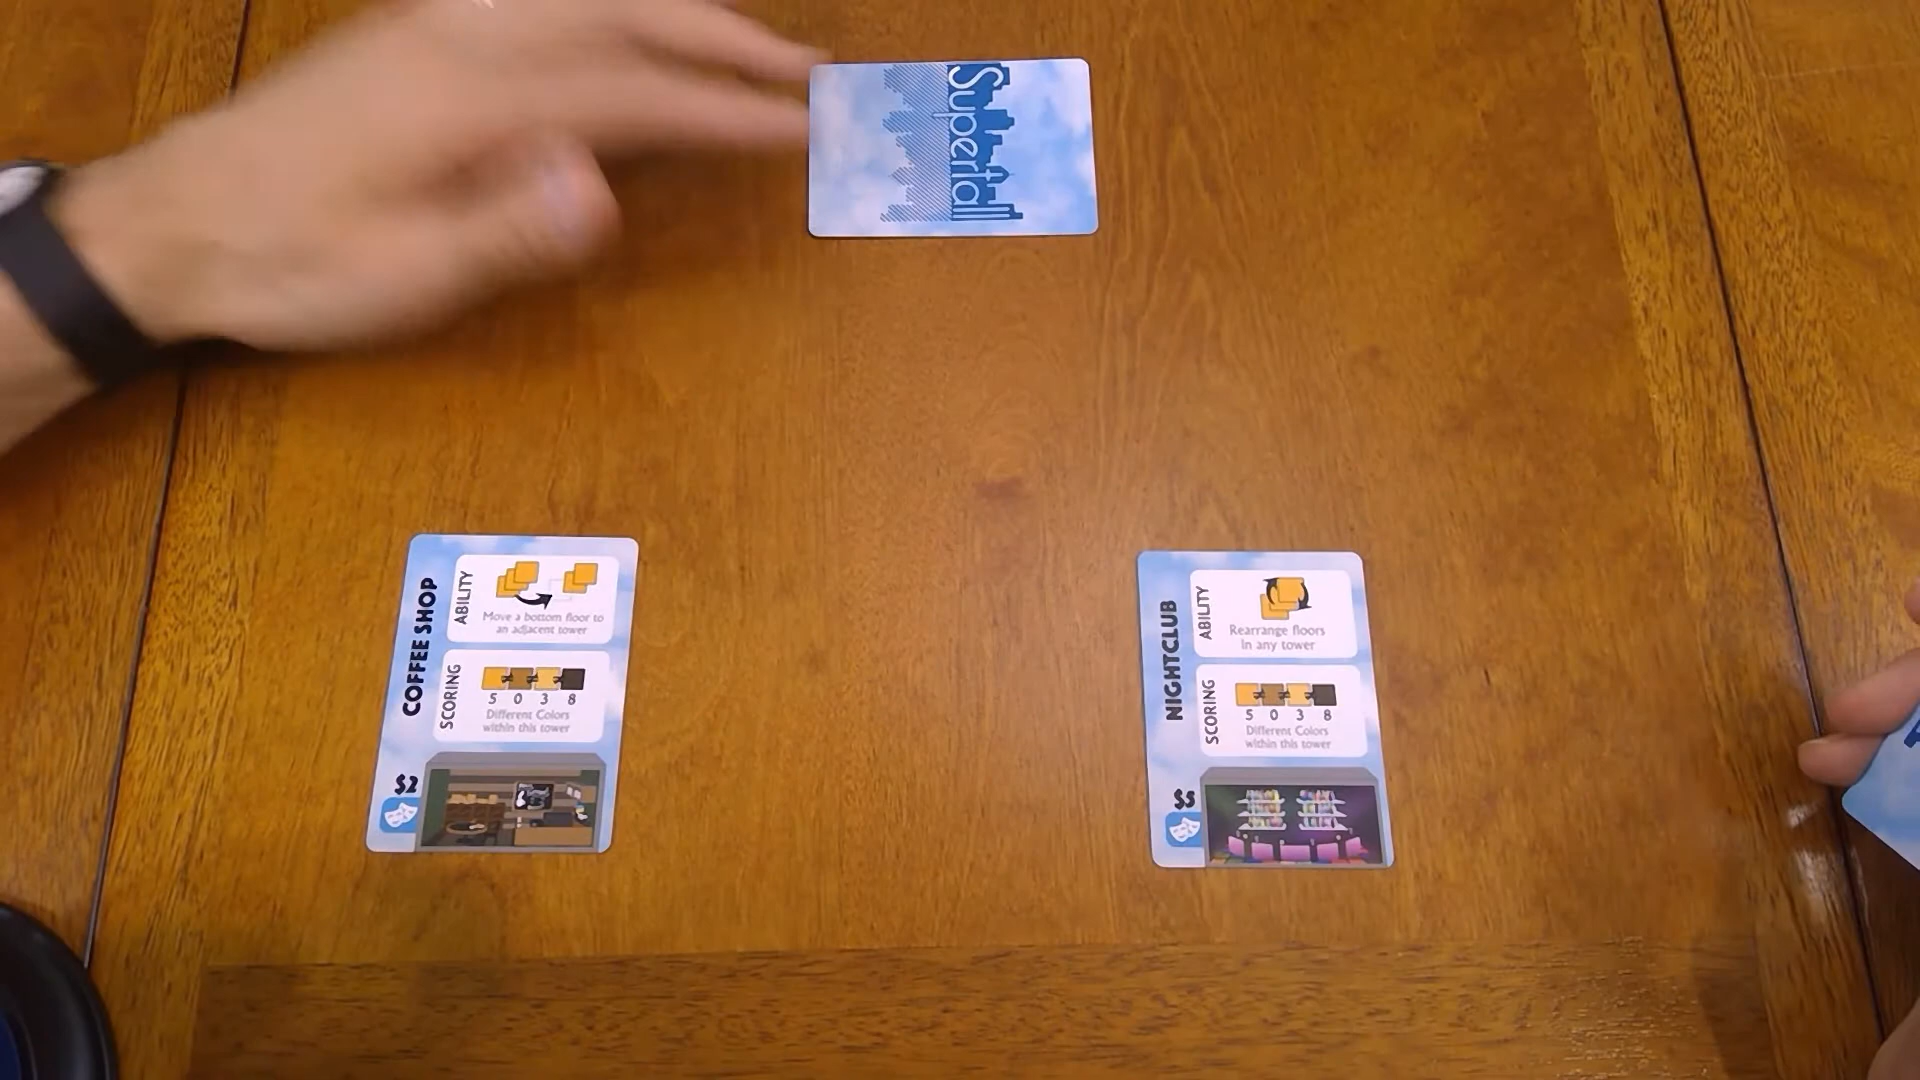 Supertall
COFFEE SHOP
ABILITY
Move a bottom floor to
an adjacent tower
SCORING
5 0 3 8
Different Colors
within this tower
$2
NIGHTCLUB
ABILITY
Rearrange floors
in any tower
SCORING
5 0 3 8
Different Colors
within this tower
$5